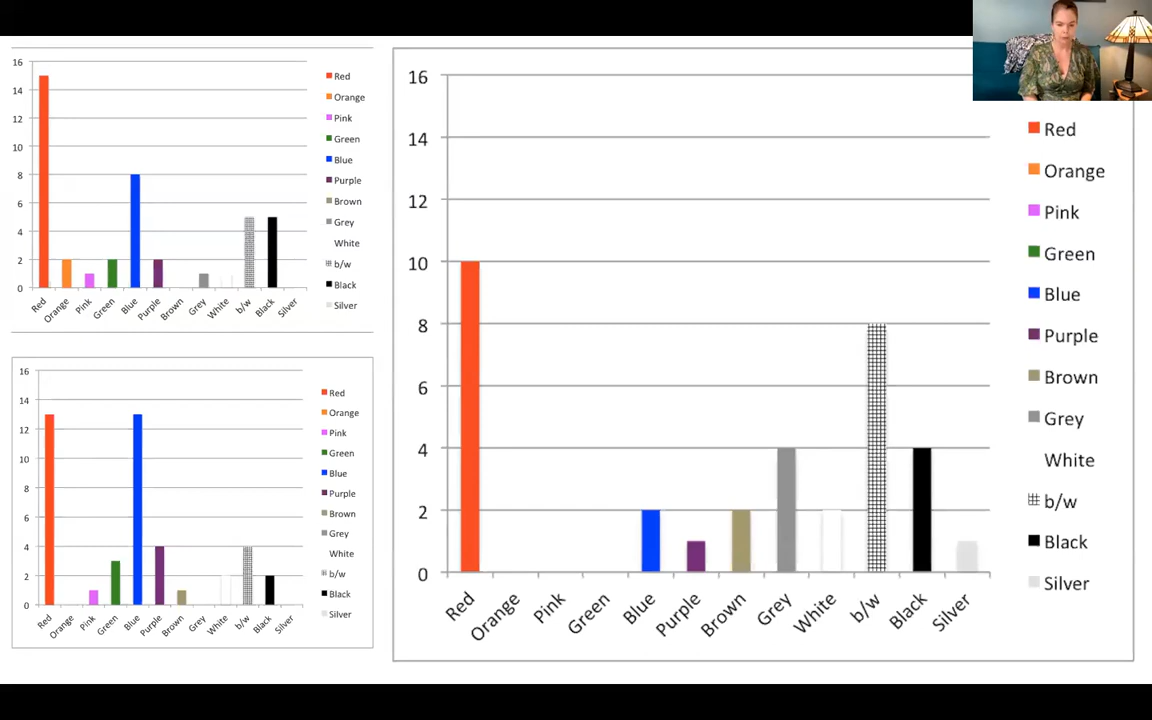 16
14
12
10
8
6
4
2
0
Red
Orange
Pink
Green
Blue
Purple
Brown
Grey
White
b/w
Black
Silver
Red
Orange
Pink
Green
Blue
Purple
Brown
Grey
White
b/w
Black
Silver
16
14
12
10
8
6
4
2
0
Red
Orange
Pink
Green
Blue
Purple
Brown
Grey
White
b/w
Black
Silver
Red
Orange
Pink
Green
Blue
Purple
Brown
Grey
White
b/w
Black
Silver
16
14
12
10
8
6
4
2
0
Red
Orange
Pink
Green
Blue
Purple
Brown
Grey
White
b/w
Black
Silver
Red
Orange
Pink
Green
Blue
Purple
Brown
Grey
White
b/w
Black
Silver